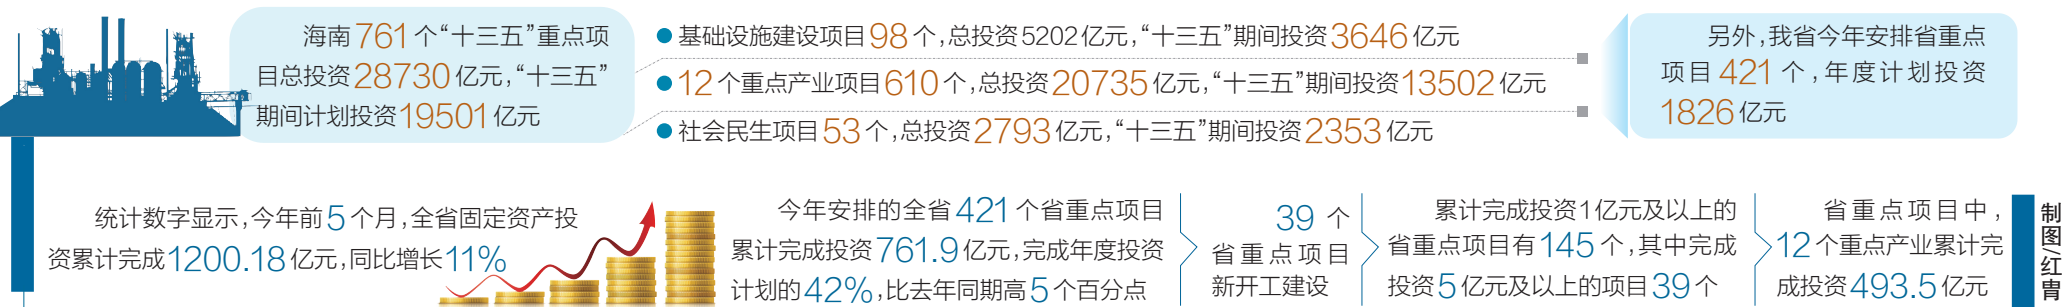 海南761个“十三五”重点项
目总投资28730亿元，“十三五”
期间计划投资19501亿元
基础设施建设项目98个，总投资5202亿元，“十三五”期间投资3646亿元
12个重点产业项目610个，总投资20735亿元，“十三五”期间投资13502亿元
社会民生项目53个，总投资2793亿元，“十三五”期间投资2353亿元
另外，我省今年安排省重点
项目421个，年度计划投资
1826亿元
统计数字显示，今年前5个月，全省固定资产投
资累计完成1200.18亿元，同比增长11%
今年安排的全省421个省重点项目
累计完成投资761.9亿元，完成年度投资
计划的42%，比去年同期高5个百分点
39个
省重点项目
新开工建设
累计完成投资1亿元及以上的
省重点项目有145个，其中完成
投资5亿元及以上的项目39个
省重点项目中，
12个重点产业累计完
成投资493.5亿元
制图/红胄